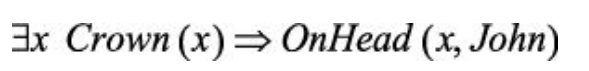 ∃x Crown (x) ⇒ OnHead (x, John)